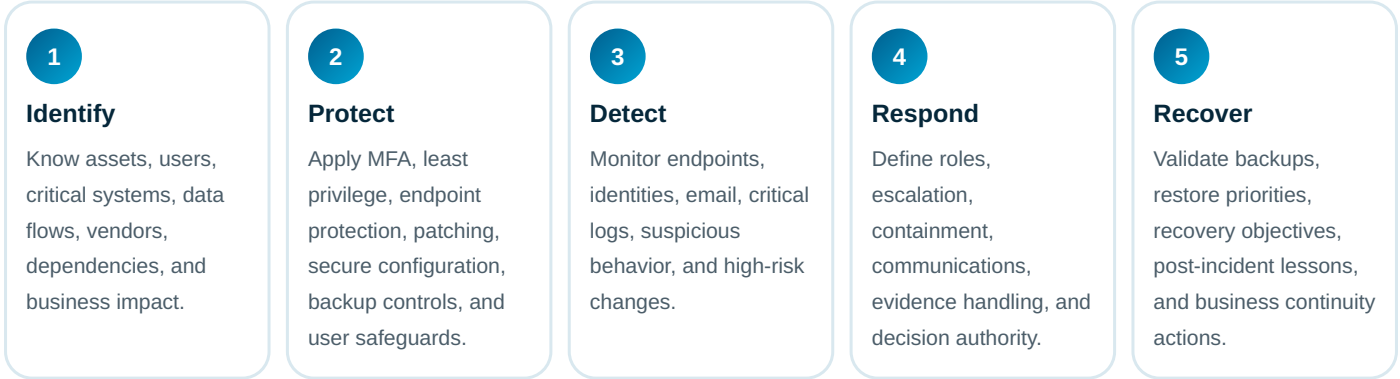 1
Identify
Know assets, users,
critical systems, data
flows, vendors,
dependencies, and
business impact.
2
Protect
Apply MFA, least
privilege, endpoint
protection, patching,
secure configuration,
backup controls, and
user safeguards.
3
Detect
Monitor endpoints,
identities, email, critical
logs, suspicious
behavior, and high-risk
changes.
4
Respond
Define roles,
escalation,
containment,
communications,
evidence handling, and
decision authority.
5
Recover
Validate backups,
restore priorities,
recovery objectives,
post-incident lessons,
and business continuity
actions.